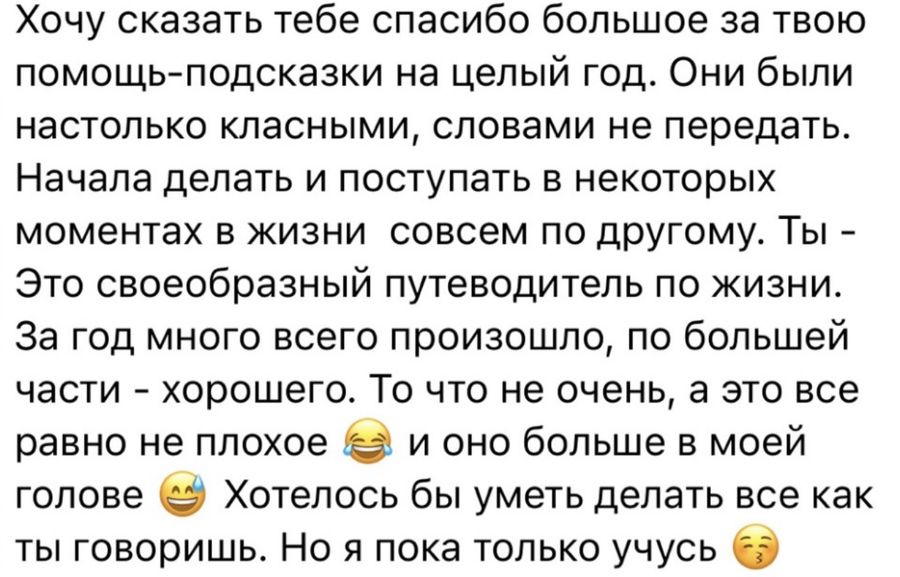 Хочу сказать тебе спасибо большое за твою
помощь-подсказки на целый год. Они были
настолько класными, словами не передать.
Начала делать и поступать в некоторых
моментах в жизни  совсем по другому. Ты -
Это своеобразный путеводитель по жизни.
За год много всего произошло, по большей
части - хорошего. То что не очень, а это все
равно не плохое 😂 и оно больше в моей
голове 😅 Хотелось бы уметь делать все как
ты говоришь. Но я пока только учусь 😚